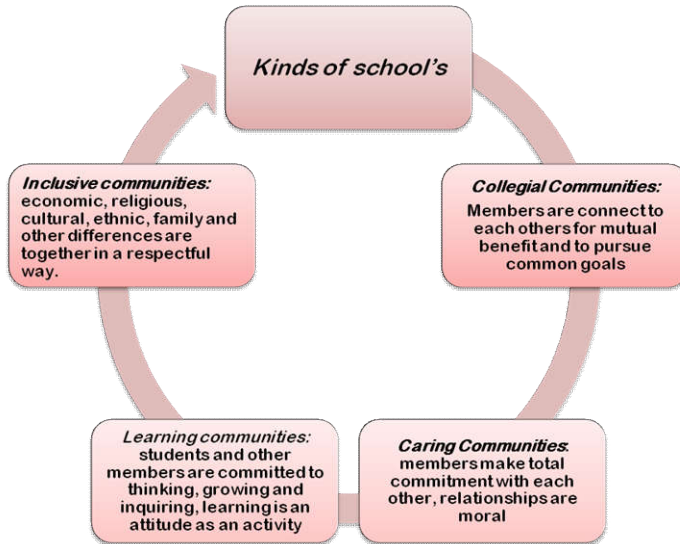 Kinds of school's
Collegial Communities:
Members are connect to
each others for mutual
benefit and to pursue
common goals
Caring Communities:
members make total
commitment with each
other, relationships are
moral
Learning communities:
students and other
members are committed to
thinking, growing and
inquiring, learning is an
attitude as an activity
Inclusive communities:
economic, religious,
cultural, ethnic, family and
other differences are
together in a respectful
way.